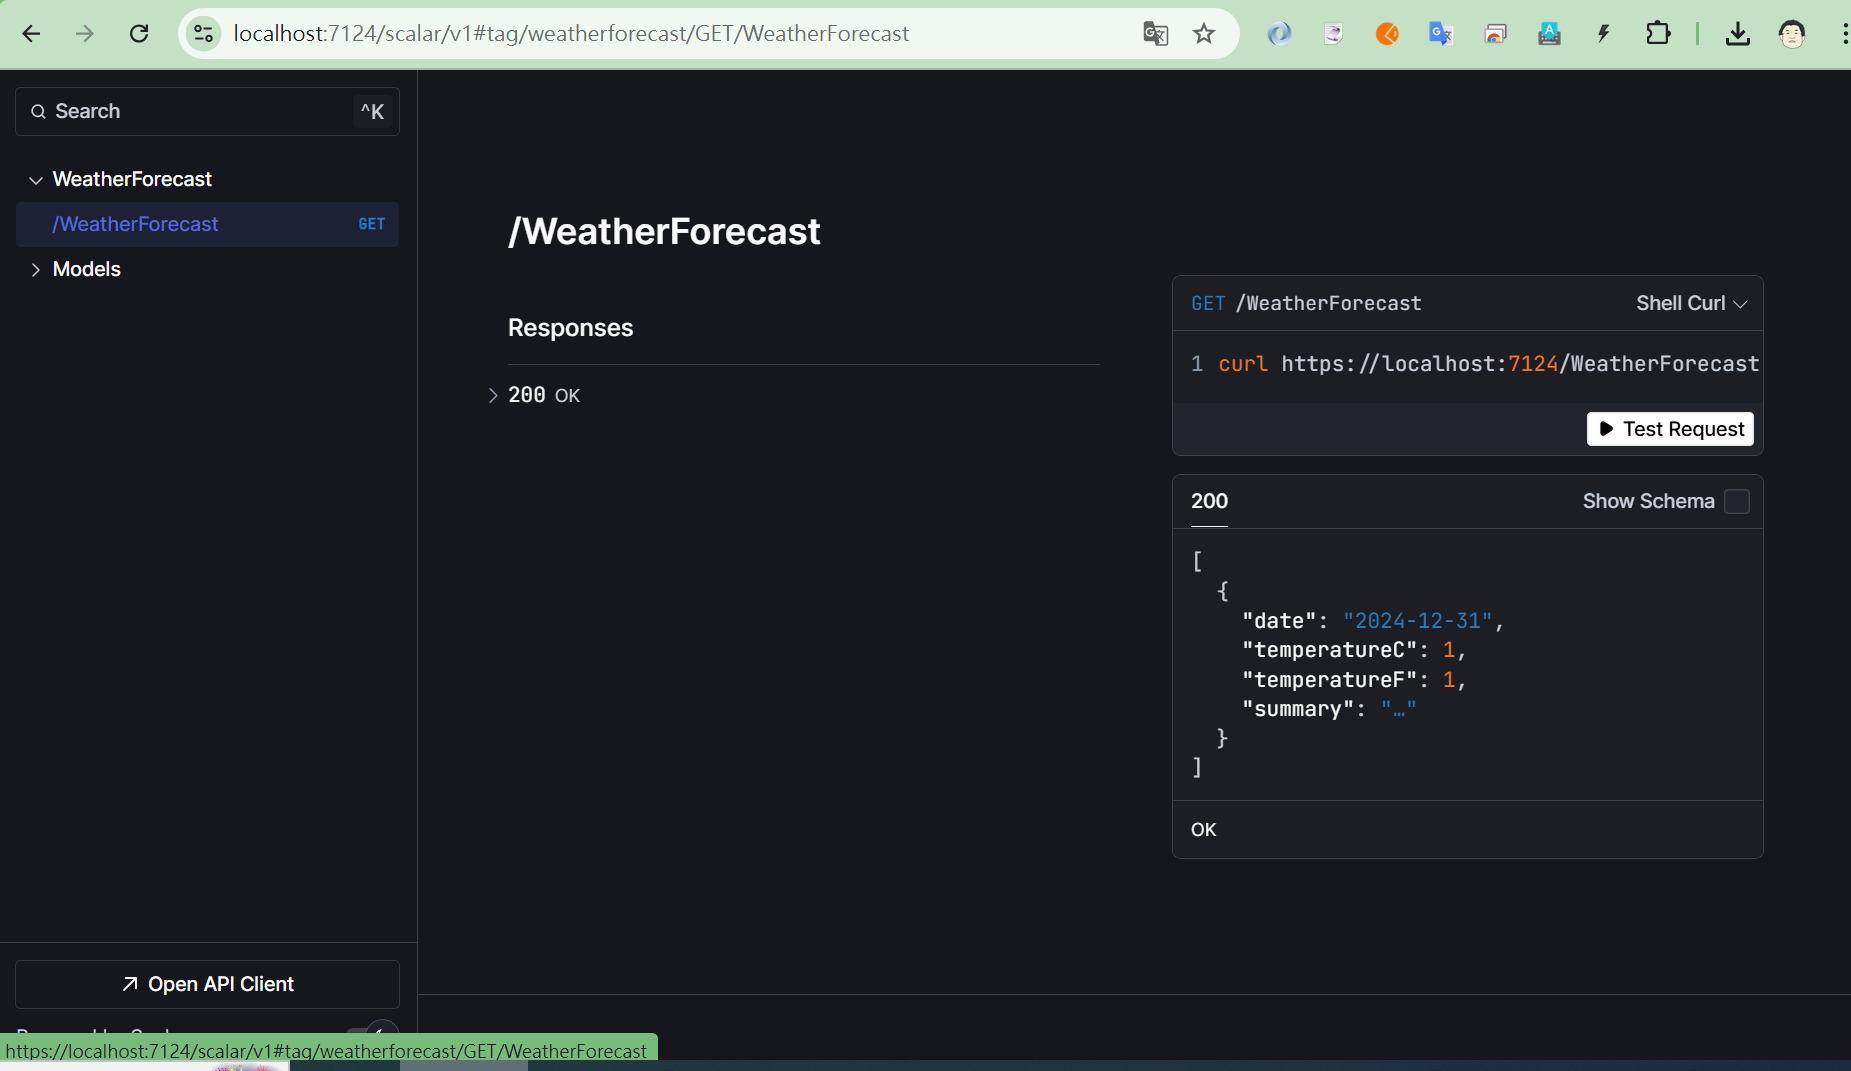 localhost:7124/scalar/v1#tag/weatherforecast/GET/WeatherForecast
Search
^K
WeatherForecast
/WeatherForecast GET
Models
/WeatherForecast
Responses
200 OK
GET /WeatherForecast
Shell Curl
1 curl https://localhost:7124/WeatherForecast
Test Request
200
Show Schema
[
{
"date": "2024-12-31",
"temperatureC": 1,
"temperatureF": 1,
"summary": "…"
}
]
OK
Open API Client
https://localhost:7124/scalar/v1#tag/weatherforecast/GET/WeatherForecast